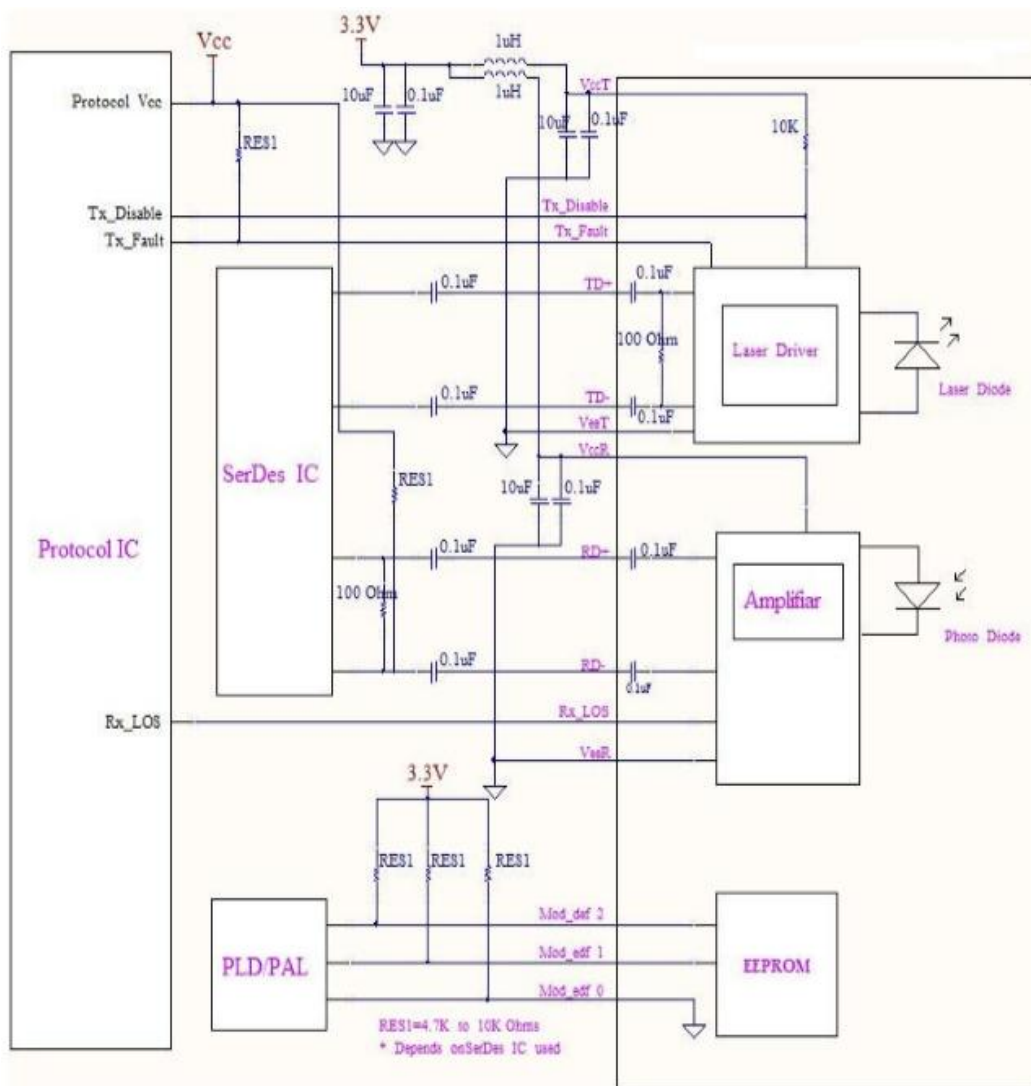 3.3V
1uH
Vcc
1uH
VccT
Protocol Vcc
10uF
0.1uF
10uF
0.1uF
10K
RES1
Tx_Disable
Tx_Disable
Tx_Fault
Tx_Fault
0.1uF
0.1uF
TD+
100 Ohm
Laser Driver
0.1uF
TD-
0.1uF
Laser Diode
VeeT
VccR
SerDes IC
RES1
10uF
0.1uF
Protocol IC
0.1uF
RD+
0.1uF
100 Ohm
Amplifiar
0.1uF
RD-
0.1uF
Photo Diode
Rx_LOS
Rx_LOS
VeeR
3.3V
RES1
RES1
RES1
Mod_def 2
PLD/PAL
Mod_edf 1
EEPROM
Mod_edf 0
RES1=4.7K to 10K Ohms
* Depends onSerDes IC used